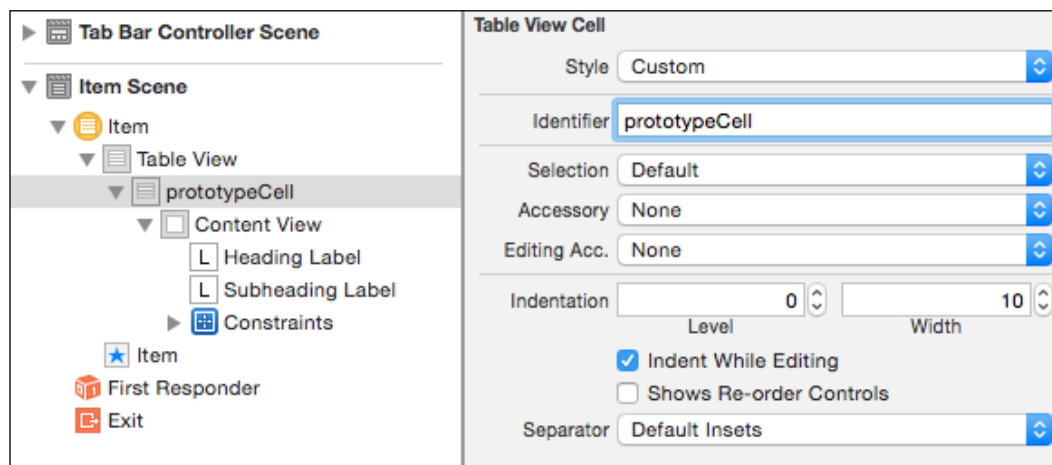 Tab Bar Controller Scene
Item Scene
Item
Table View
prototypeCell
Content View
L Heading Label
L Subheading Label
Constraints
Item
First Responder
Exit
Table View Cell
Style Custom
Identifier prototypeCell
Selection Default
Accessory None
Editing Acc. None
Indentation 0 10
Level Width
Indent While Editing
Shows Re-order Controls
Separator Default Insets